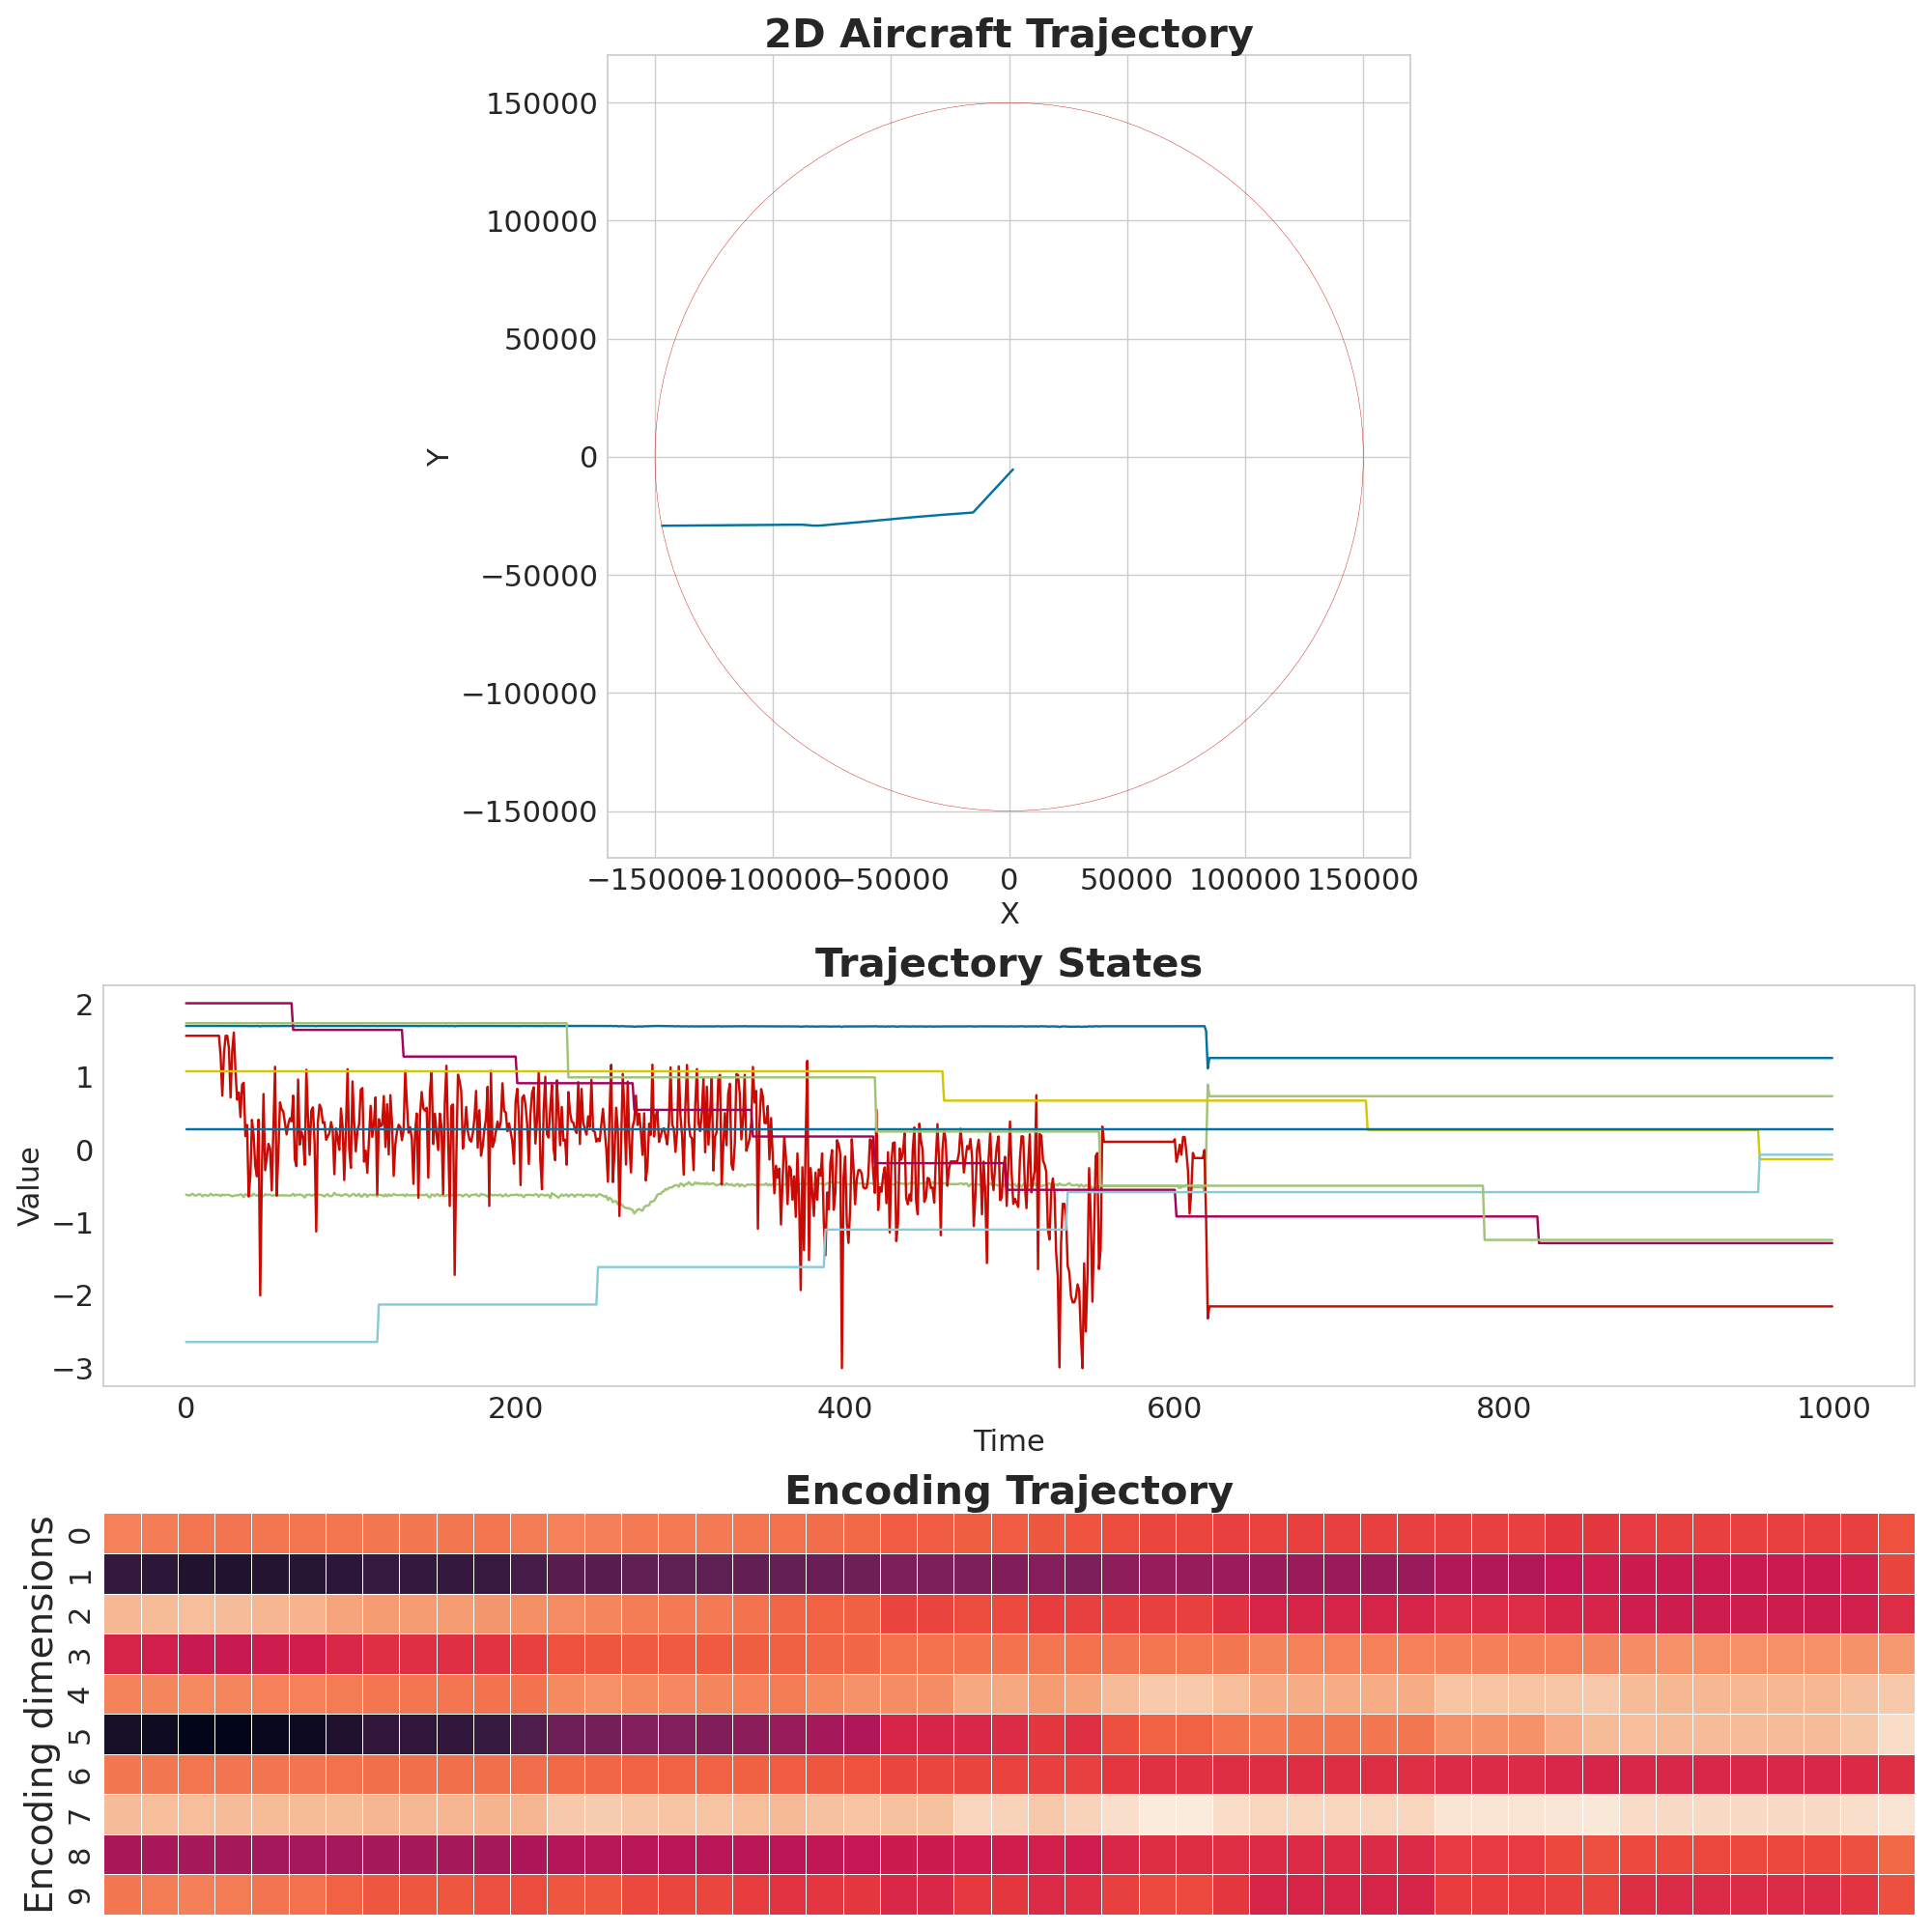 2D Aircraft Trajectory
150000
100000
50000
0
−50000
−100000
−150000
Y
−150000 −100000 −50000 0 50000 100000 150000
X
Trajectory States
2
1
0
−1
−2
−3
Value
0 200 400 600 800 1000
Time
Encoding Trajectory
Encoding dimensions
0
1
2
3
4
5
6
7
8
9